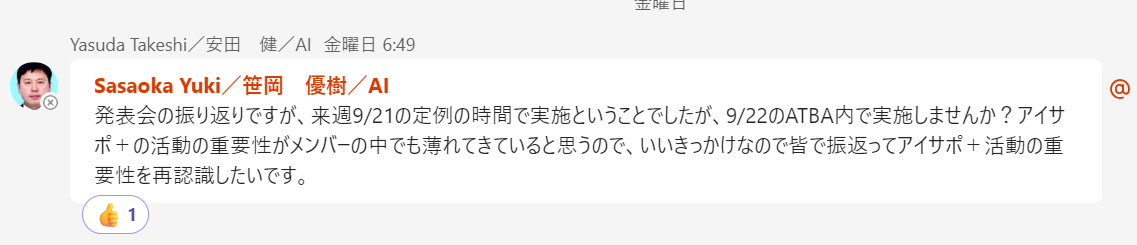 金曜日
Yasuda Takeshi／安田　健／AI 金曜日 6:49
Sasaoka Yuki／笹岡　優樹／AI
@
発表会の振り返りですが、来週9/21の定例の時間で実施ということでしたが、9/22のATBA内で実施しませんか？アイサ
ポ＋の活動の重要性がメンバーの中でも薄れてきていると思うので、いいきっかけなので皆で振返ってアイサポ＋活動の重
要性を再認識したいです。
1